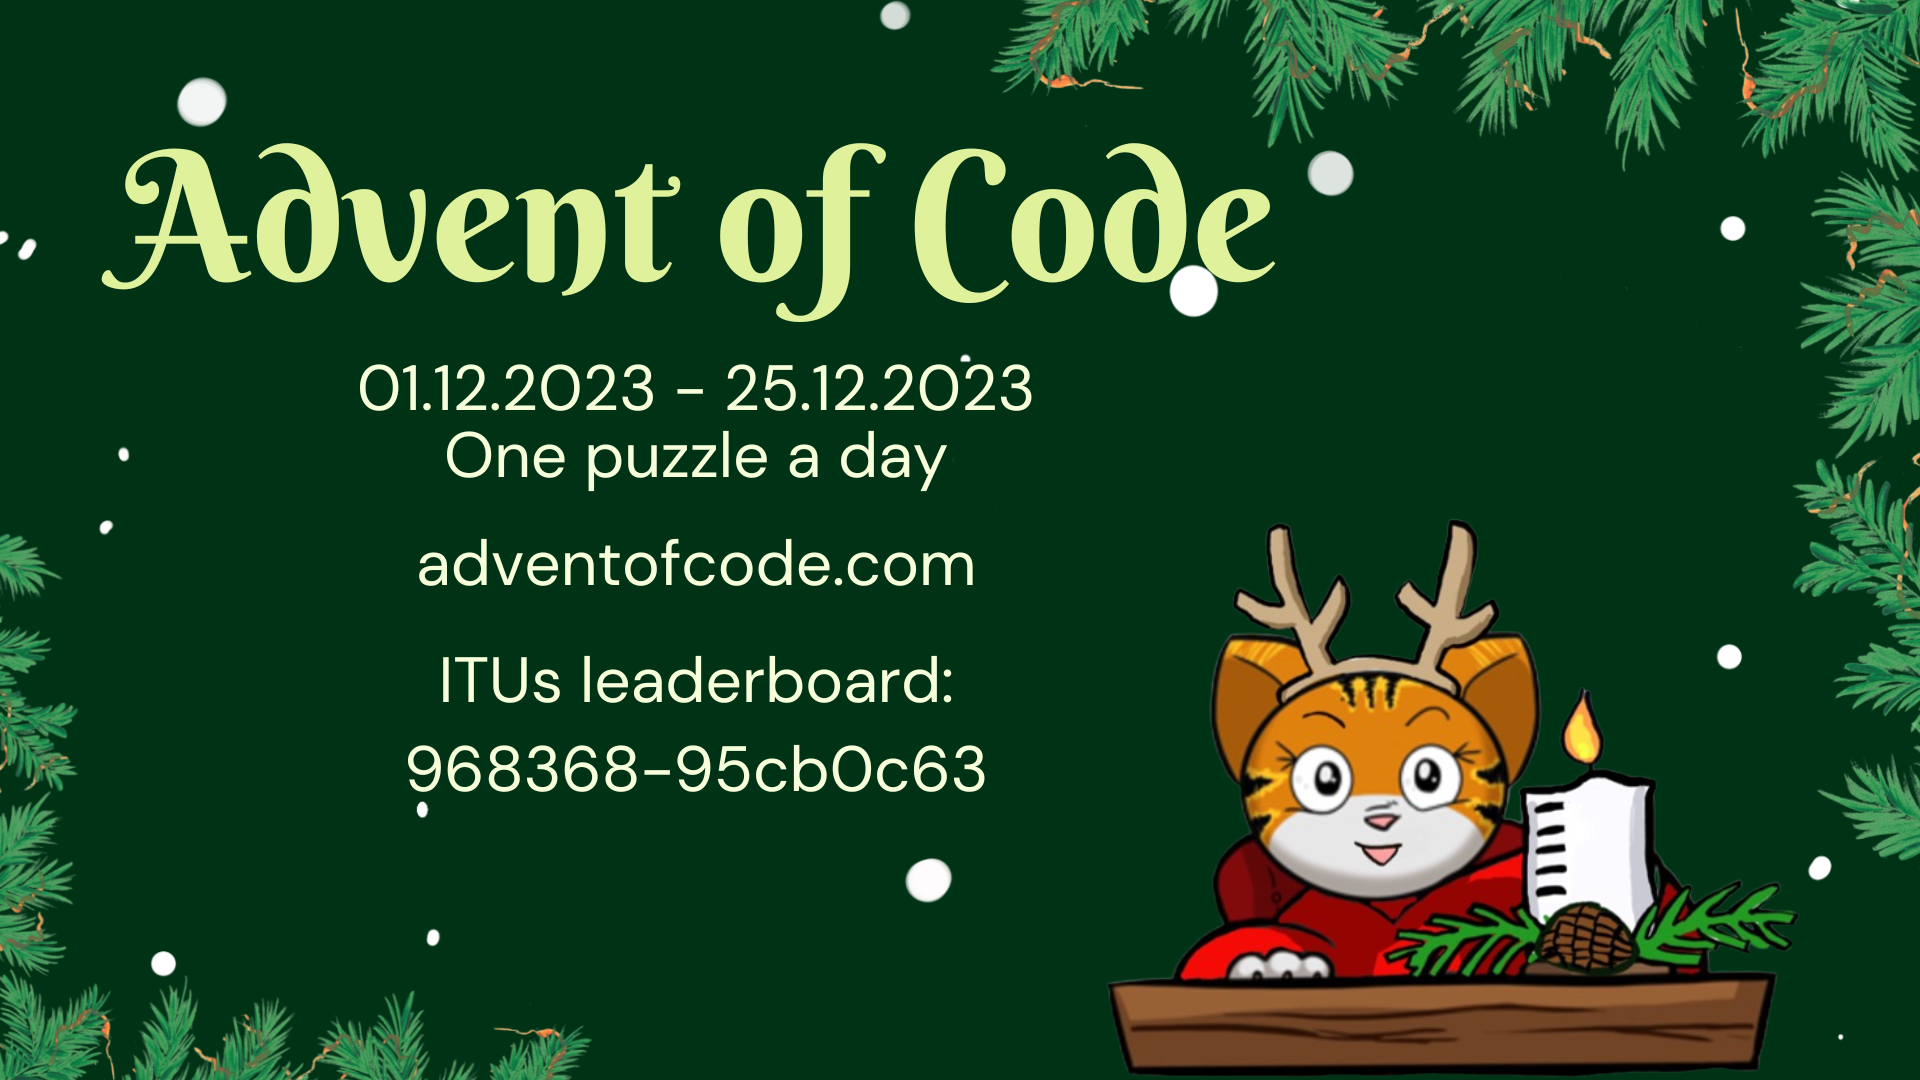 Advent of Code
01.12.2023 - 25.12.2023
One puzzle a day
adventofcode.com
ITUs leaderboard:
968368-95cb0c63